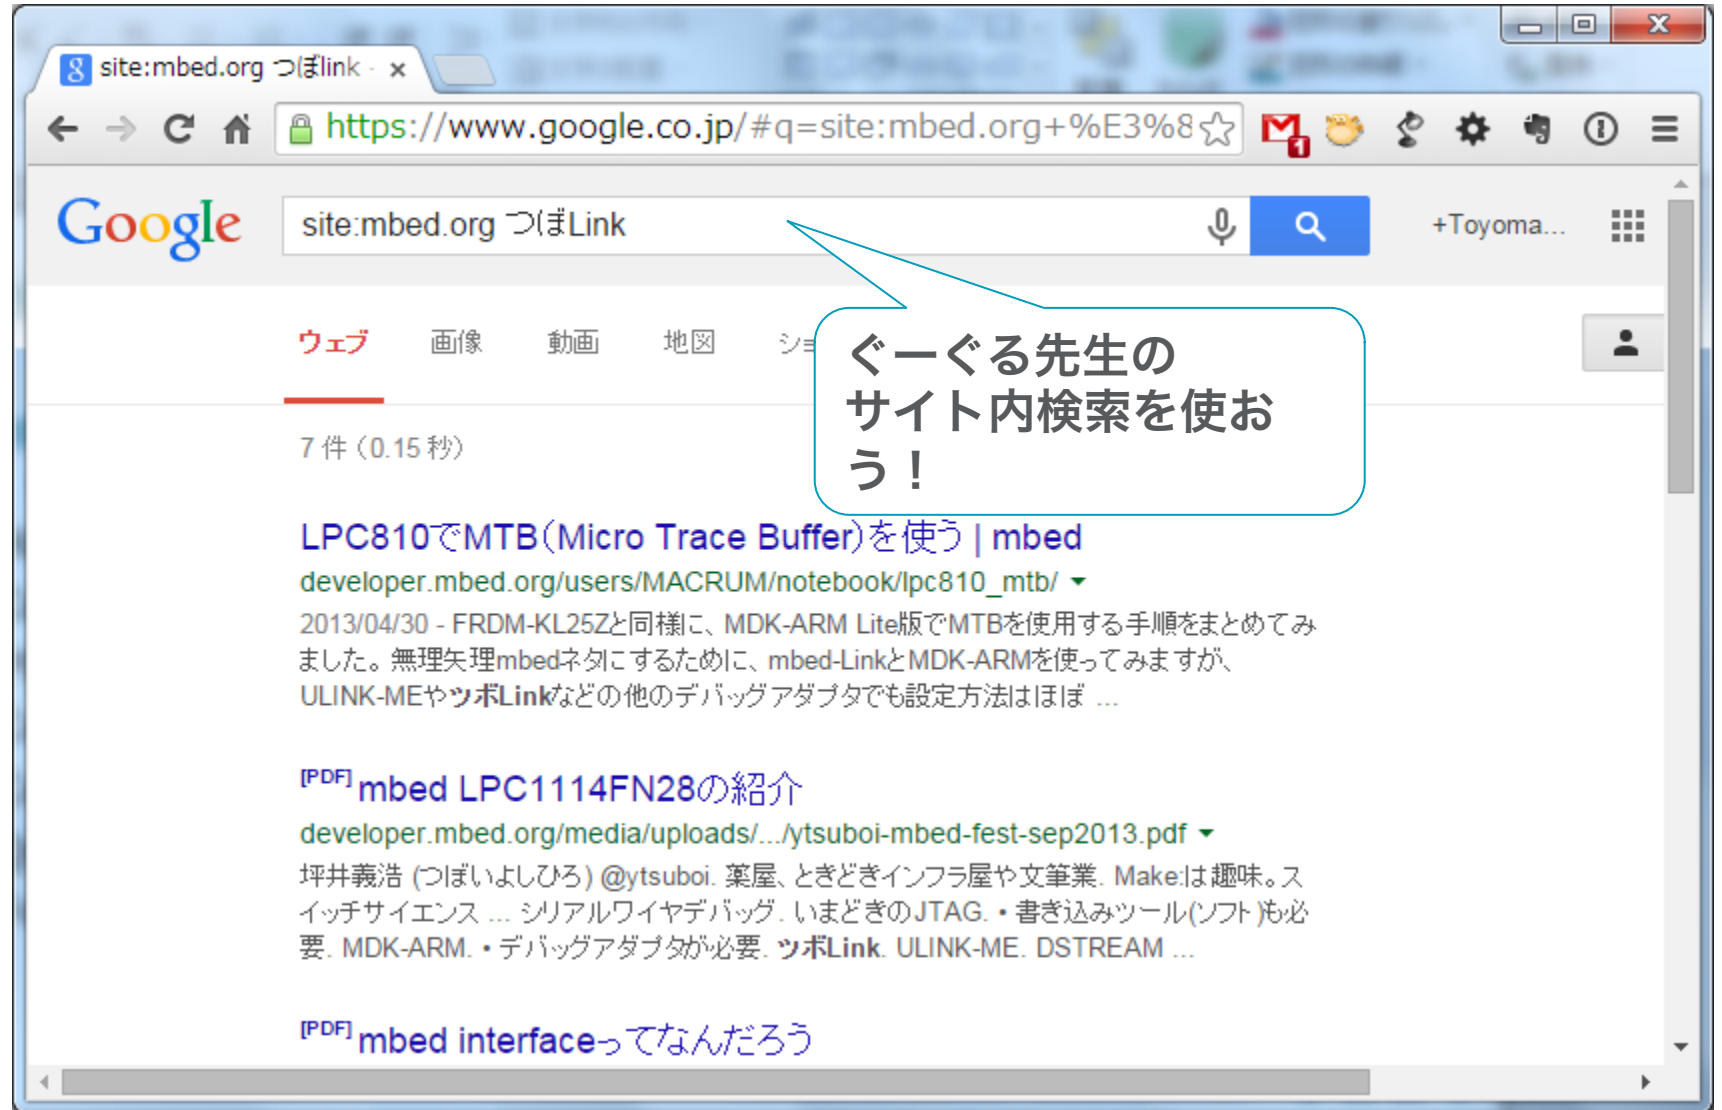 site:mbed.org つぼlink -
https://www.google.co.jp/#q=site:mbed.org+%E3%8
1
Google
site:mbed.org つぼLink
+Toyoma...
ウェブ 画像 動画 地図 ショ
ぐーぐる先生の
サイト内検索を使お
う！
7 件 (0.15 秒)
LPC810でMTB(Micro Trace Buffer)を使う | mbed
developer.mbed.org/users/MACRUM/notebook/lpc810_mtb/
2013/04/30 - FRDM-KL25Zと同様に、MDK-ARM Lite版でMTBを使用する手順をまとめてみ
ました。無理矢理mbedネタにするために、mbed-LinkとMDK-ARMを使ってみますが、
ULINK-MEやツボLinkなどの他のデバッグアダプタでも設定方法はほぼ ...
[PDF] mbed LPC1114FN28の紹介
developer.mbed.org/media/uploads/.../ytsuboi-mbed-fest-sep2013.pdf
坪井義浩 (つぼいよしひろ) @ytsuboi. 薬屋、ときどきインフラ屋や文筆業. Make:は趣味。ス
イッチサイエンス ... シリアルワイヤデバッグ. いまどきのJTAG. • 書き込みツール(ソフト)も必
要. MDK-ARM. • デバッグアダプタが必要. ツボLink. ULINK-ME. DSTREAM ...
[PDF] mbed interfaceってなんだろう